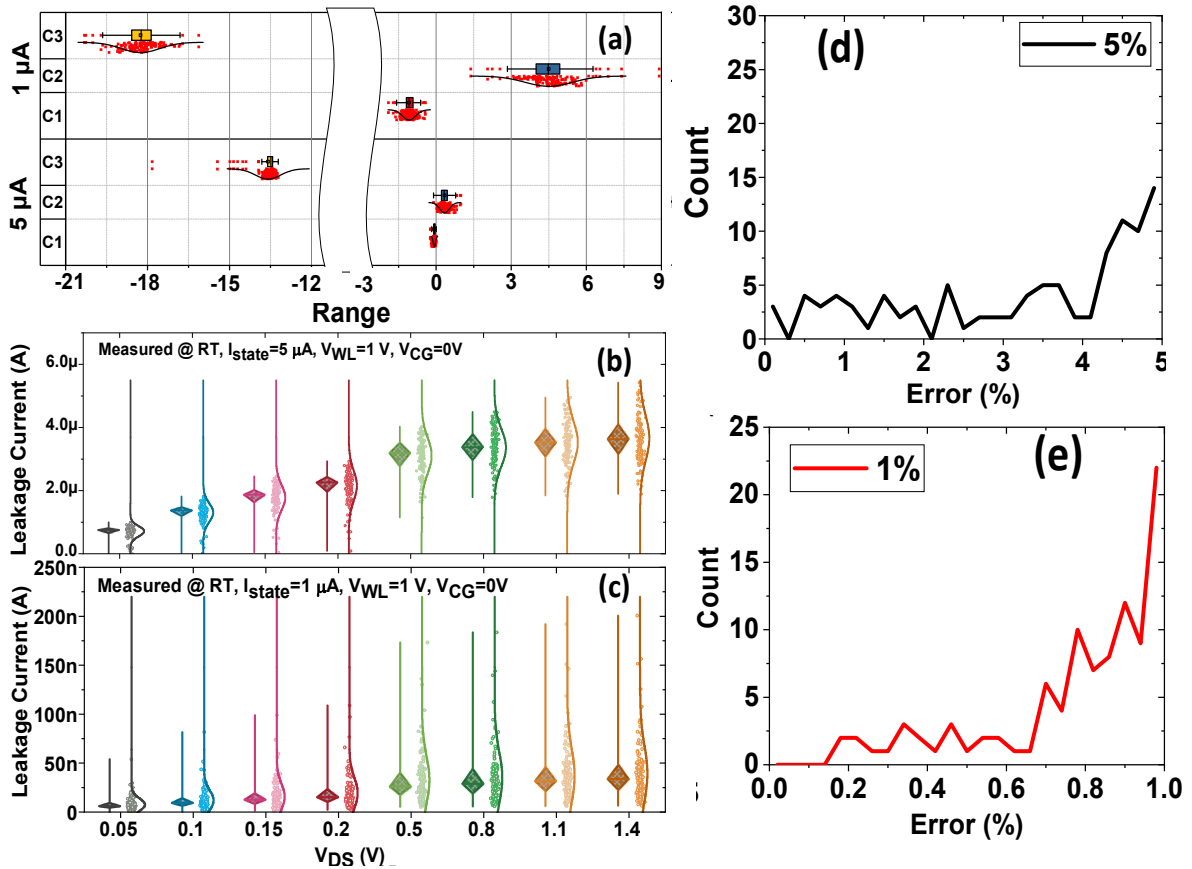 (a)
1 µA
C3
C2
C1
5 µA
C3
C2
C1
-21 -18 -15 -12 -3 0 3 6 9
Range
(b)
Measured @ RT, Istate=5 µA, VWL=1 V, VCG=0V
Leakage Current (A)
6.0µ
4.0µ
2.0µ
0.0
(c)
Measured @ RT, Istate=1 µA, VWL=1 V, VCG=0V
Leakage Current (A)
250n
200n
150n
100n
50n
0
0.05 0.1 0.15 0.2 0.5 0.8 1.1 1.4
VDS (V)
(d)
5%
Count
30
25
20
15
10
5
0
0 1 2 3 4 5
Error (%)
(e)
1%
Count
25
20
15
10
5
0
0.0 0.2 0.4 0.6 0.8 1.0
Error (%)